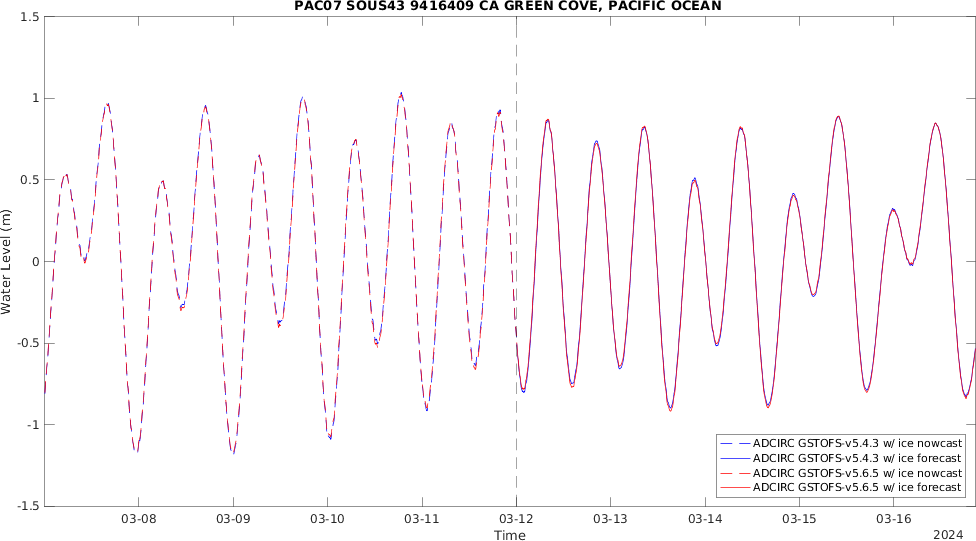 PAC07 SOUS43 9416409 CA GREEN COVE, PACIFIC OCEAN
1.5
1
0.5
0
-0.5
-1
-1.5
Water Level (m)
03-08 03-09 03-10 03-11 03-12 03-13 03-14 03-15 03-16
Time
2024
ADCIRC GSTOFS-v5.4.3 w/ ice nowcast
ADCIRC GSTOFS-v5.4.3 w/ ice forecast
ADCIRC GSTOFS-v5.6.5 w/ ice nowcast
ADCIRC GSTOFS-v5.6.5 w/ ice forecast